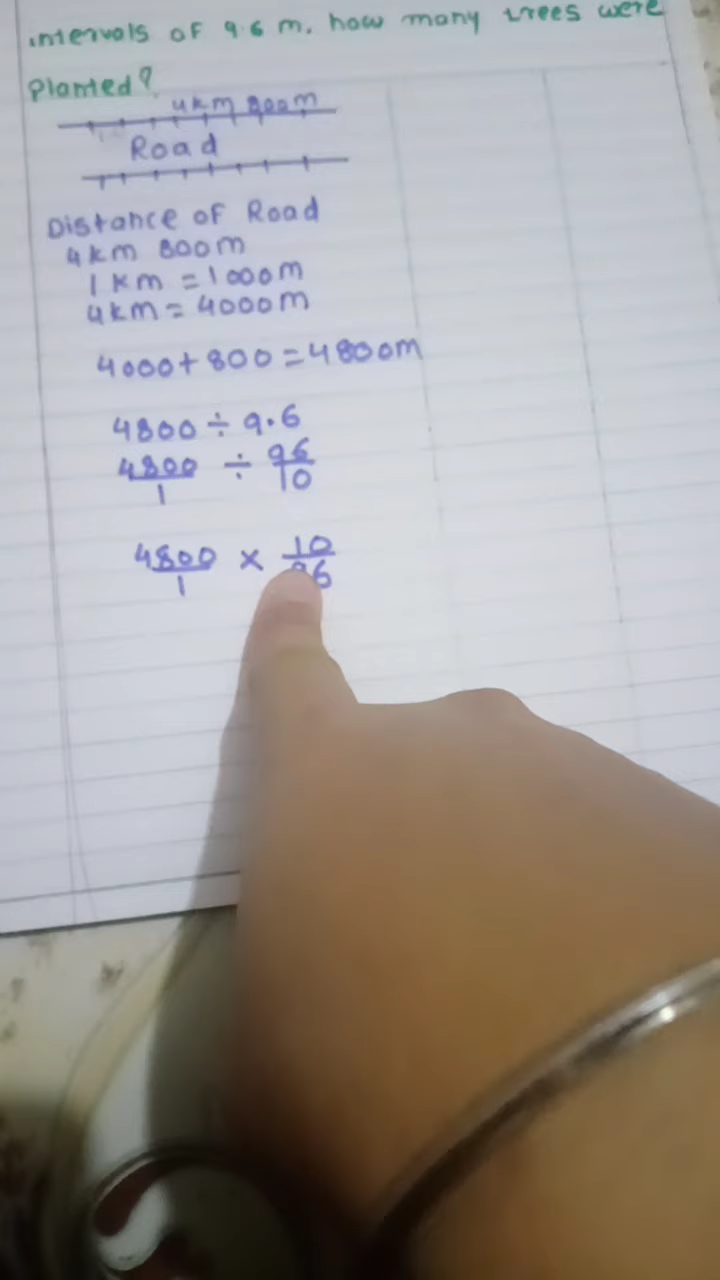 intervals of 9.6 m. how many trees were
planted?
4km 800m
Road
Distance of Road
4km 800m
1km = 1000m
4km = 4000m
4000 + 800 = 4800m
4800 ÷ 9.6
4800/1 ÷ 96/10
4800/1 × 10/96